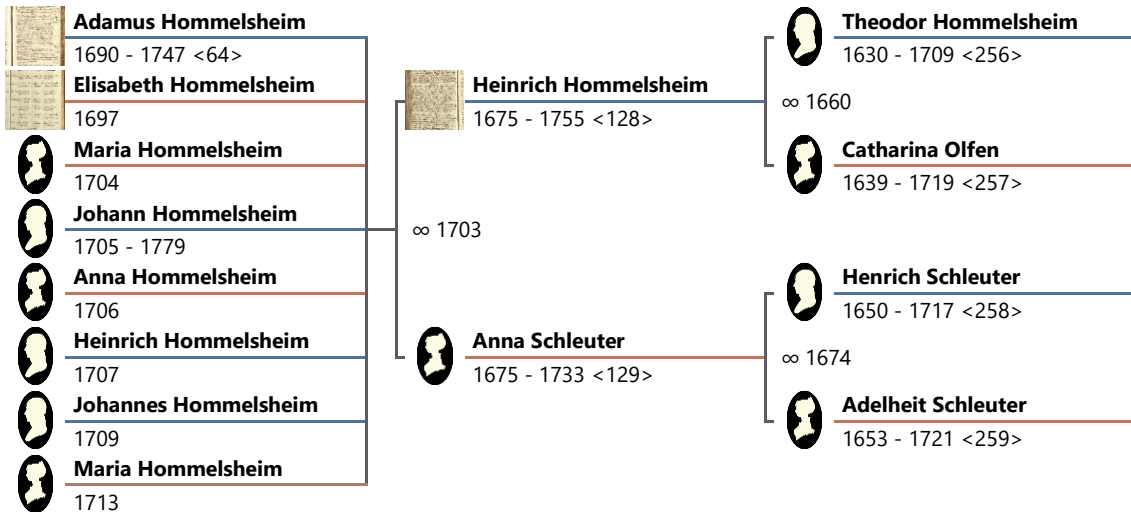 Adamus Hommelsheim
1690 - 1747 <64>
Elisabeth Hommelsheim
1697
Maria Hommelsheim
1704
Johann Hommelsheim
1705 - 1779
Anna Hommelsheim
1706
Heinrich Hommelsheim
1707
Johannes Hommelsheim
1709
Maria Hommelsheim
1713
Heinrich Hommelsheim
1675 - 1755 <128>
∞ 1703
Anna Schleuter
1675 - 1733 <129>
Theodor Hommelsheim
1630 - 1709 <256>
∞ 1660
Catharina Olfen
1639 - 1719 <257>
Henrich Schleuter
1650 - 1717 <258>
∞ 1674
Adelheit Schleuter
1653 - 1721 <259>